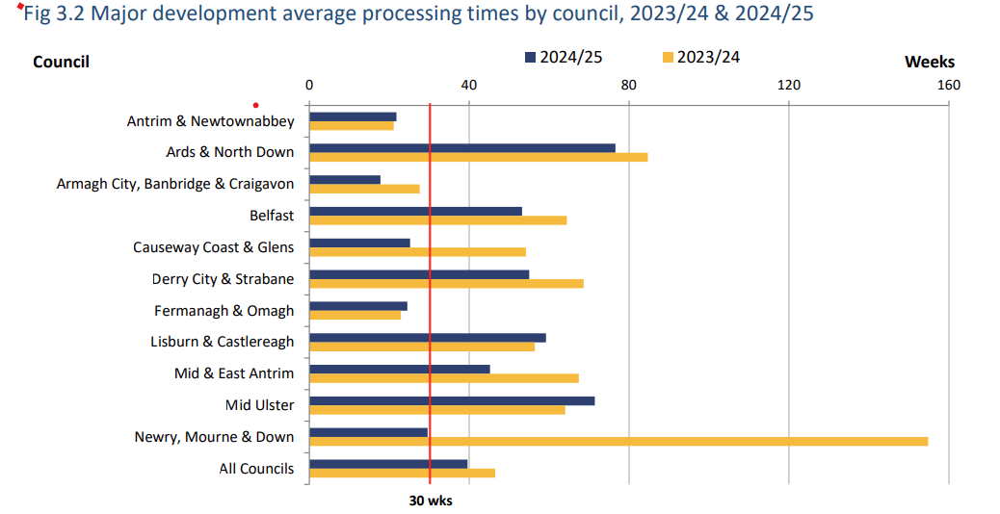 Fig 3.2 Major development average processing times by council, 2023/24 & 2024/25
Council
2024/25 2023/24
Weeks
0 40 80 120 160
Antrim & Newtownabbey
Ards & North Down
Armagh City, Banbridge & Craigavon
Belfast
Causeway Coast & Glens
Derry City & Strabane
Fermanagh & Omagh
Lisburn & Castlereagh
Mid & East Antrim
Mid Ulster
Newry, Mourne & Down
All Councils
30 wks